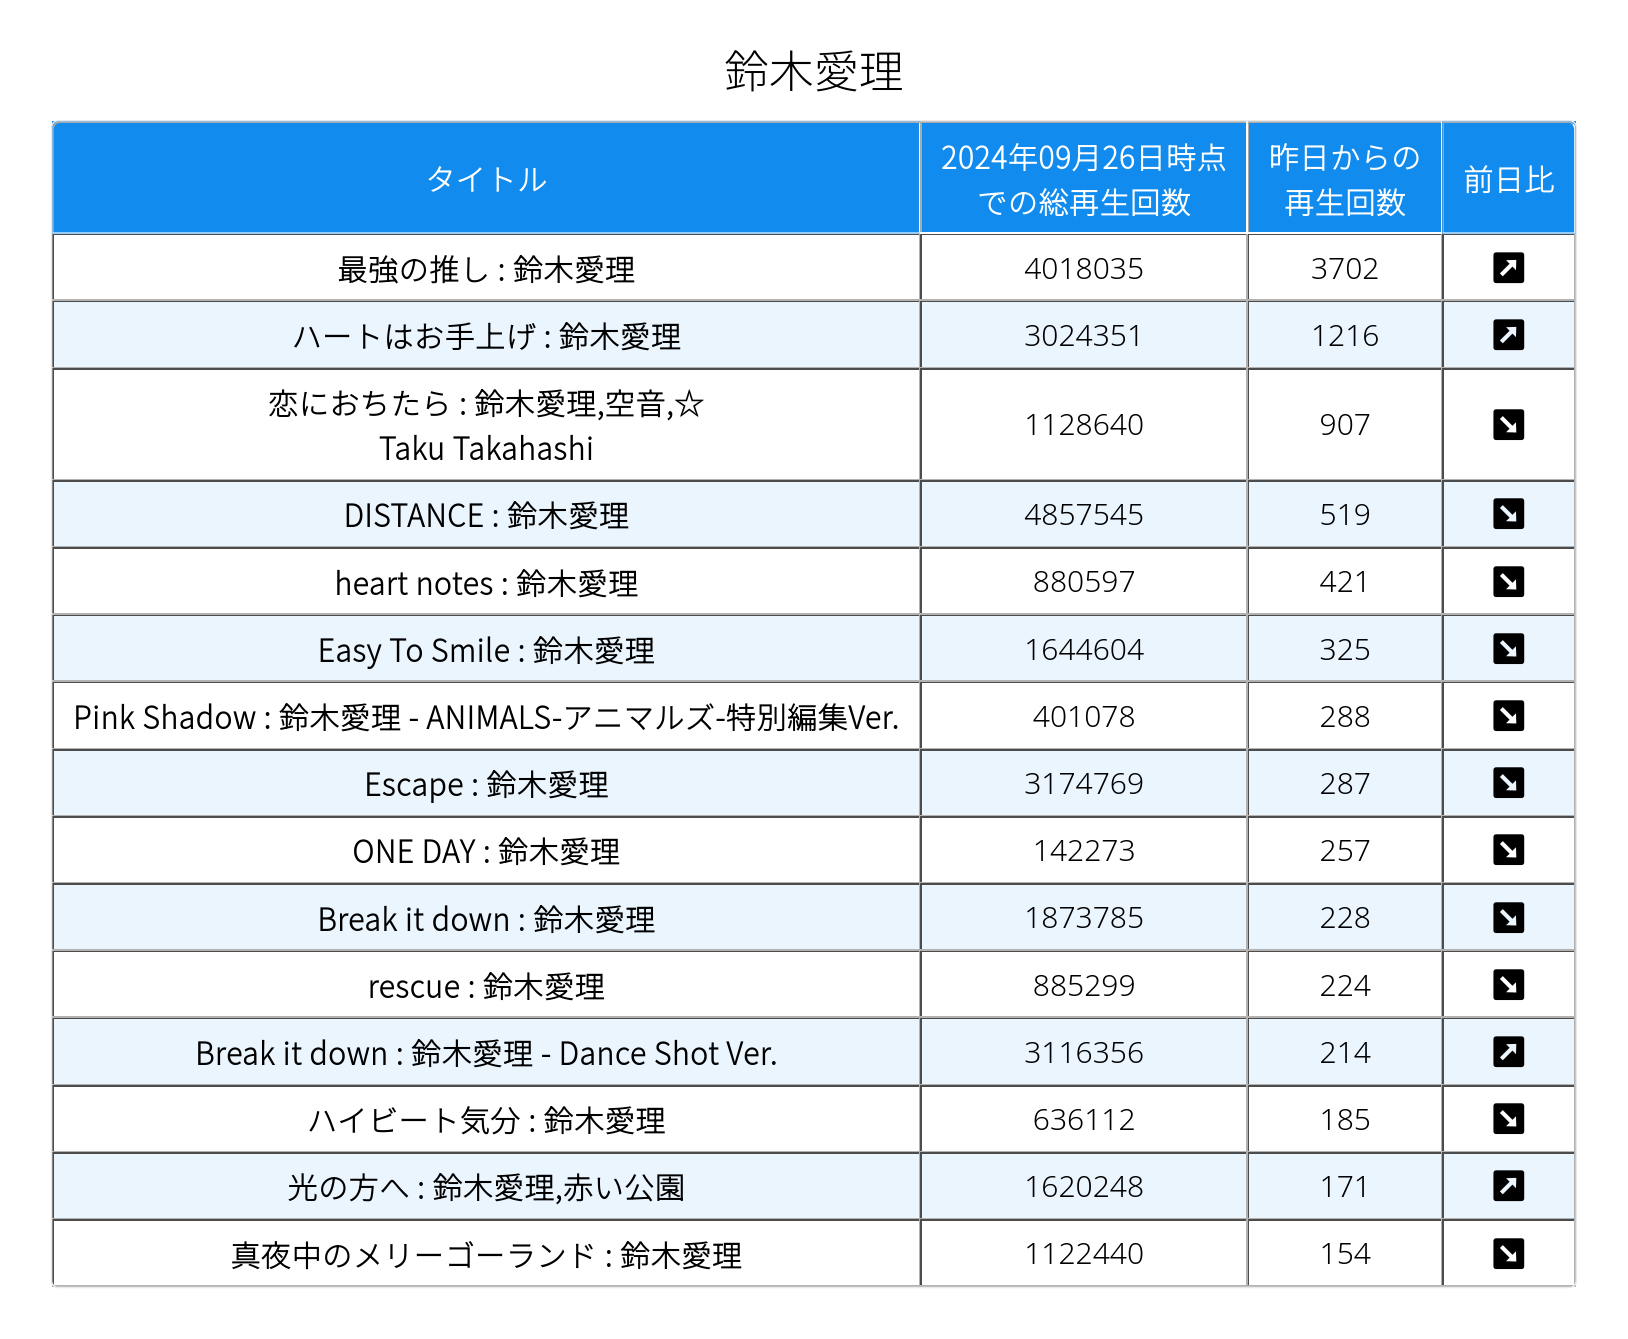 鈴木愛理
タイトル
2024年09月26日時点
での総再生回数
昨日からの
再生回数
前日比
最強の推し : 鈴木愛理 4018035 3702 ↗
ハートはお手上げ : 鈴木愛理 3024351 1216 ↗
恋におちたら : 鈴木愛理,空音,☆
Taku Takahashi 1128640 907 ↘
DISTANCE : 鈴木愛理 4857545 519 ↘
heart notes : 鈴木愛理 880597 421 ↘
Easy To Smile : 鈴木愛理 1644604 325 ↘
Pink Shadow : 鈴木愛理 - ANIMALS-アニマルズ-特別編集Ver. 401078 288 ↘
Escape : 鈴木愛理 3174769 287 ↘
ONE DAY : 鈴木愛理 142273 257 ↘
Break it down : 鈴木愛理 1873785 228 ↘
rescue : 鈴木愛理 885299 224 ↘
Break it down : 鈴木愛理 - Dance Shot Ver. 3116356 214 ↗
ハイビート気分 : 鈴木愛理 636112 185 ↘
光の方へ : 鈴木愛理,赤い公園 1620248 171 ↗
真夜中のメリーゴーランド : 鈴木愛理 1122440 154 ↘